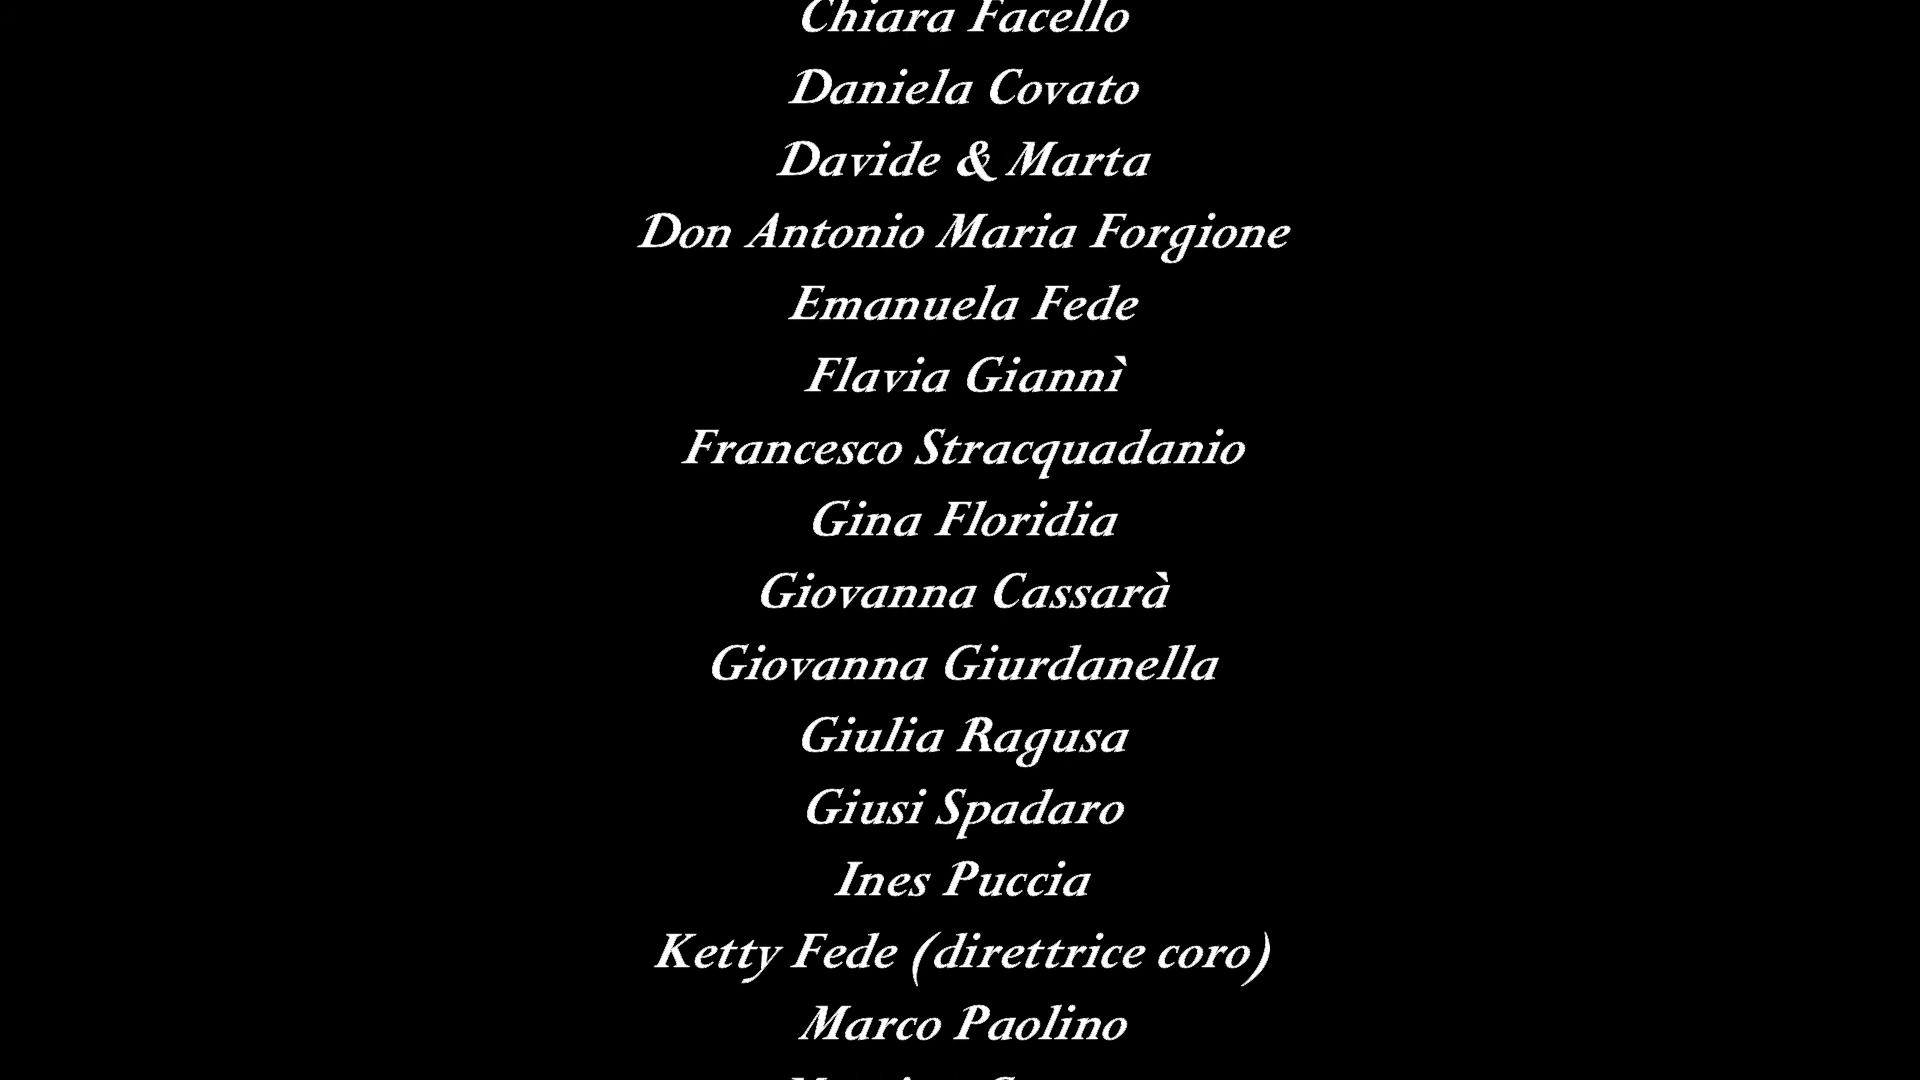 Chiara Facello
Daniela Covato
Davide & Marta
Don Antonio Maria Forgione
Emanuela Fede
Flavia Giannì
Francesco Stracquadanio
Gina Floridia
Giovanna Cassarà
Giovanna Giurdanella
Giulia Ragusa
Giusi Spadaro
Ines Puccia
Ketty Fede (direttrice coro)
Marco Paolino